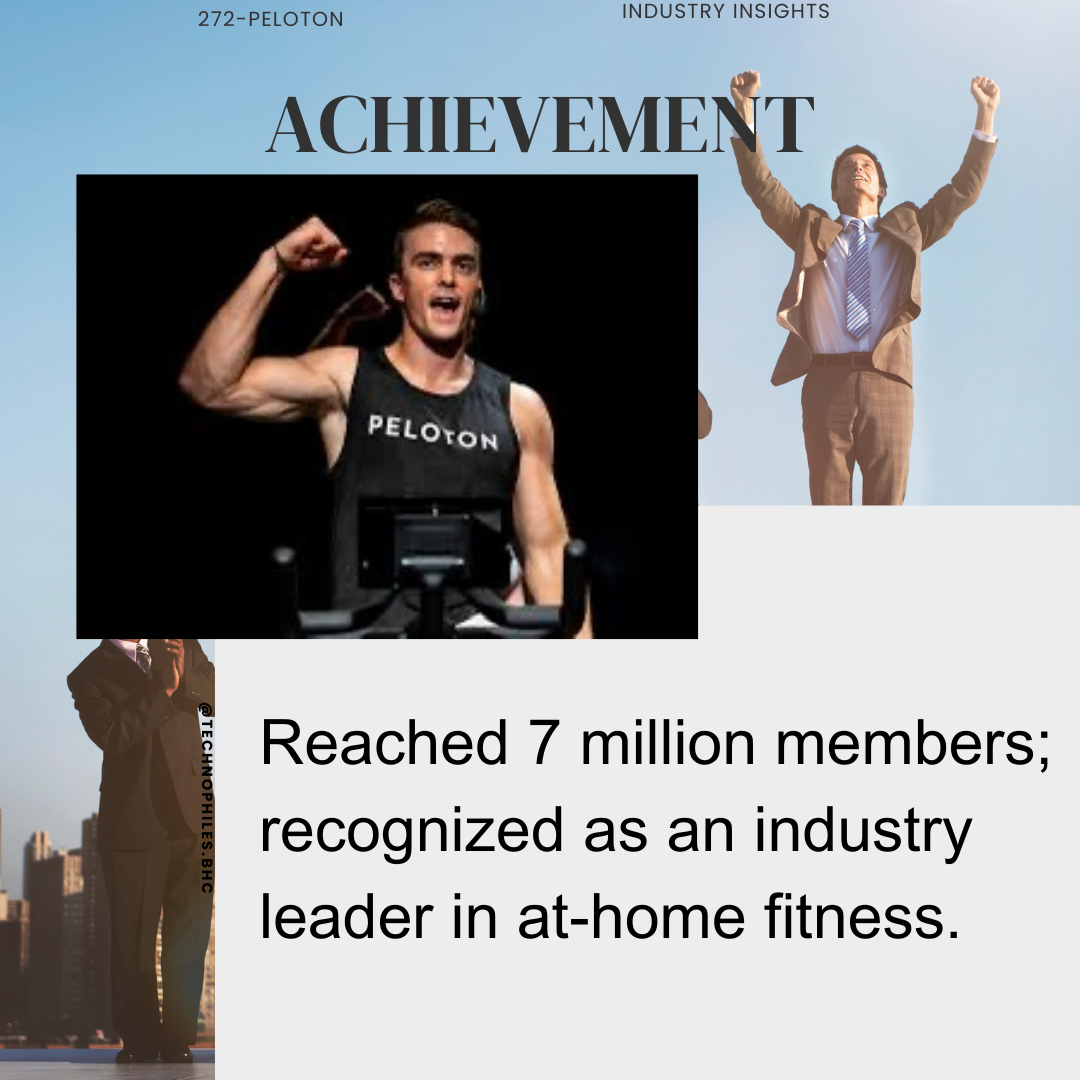 272-PELOTON
INDUSTRY INSIGHTS
ACHIEVEMENT
PELOTON
@TECHNOPHILES.BHC
Reached 7 million members;
recognized as an industry
leader in at-home fitness.